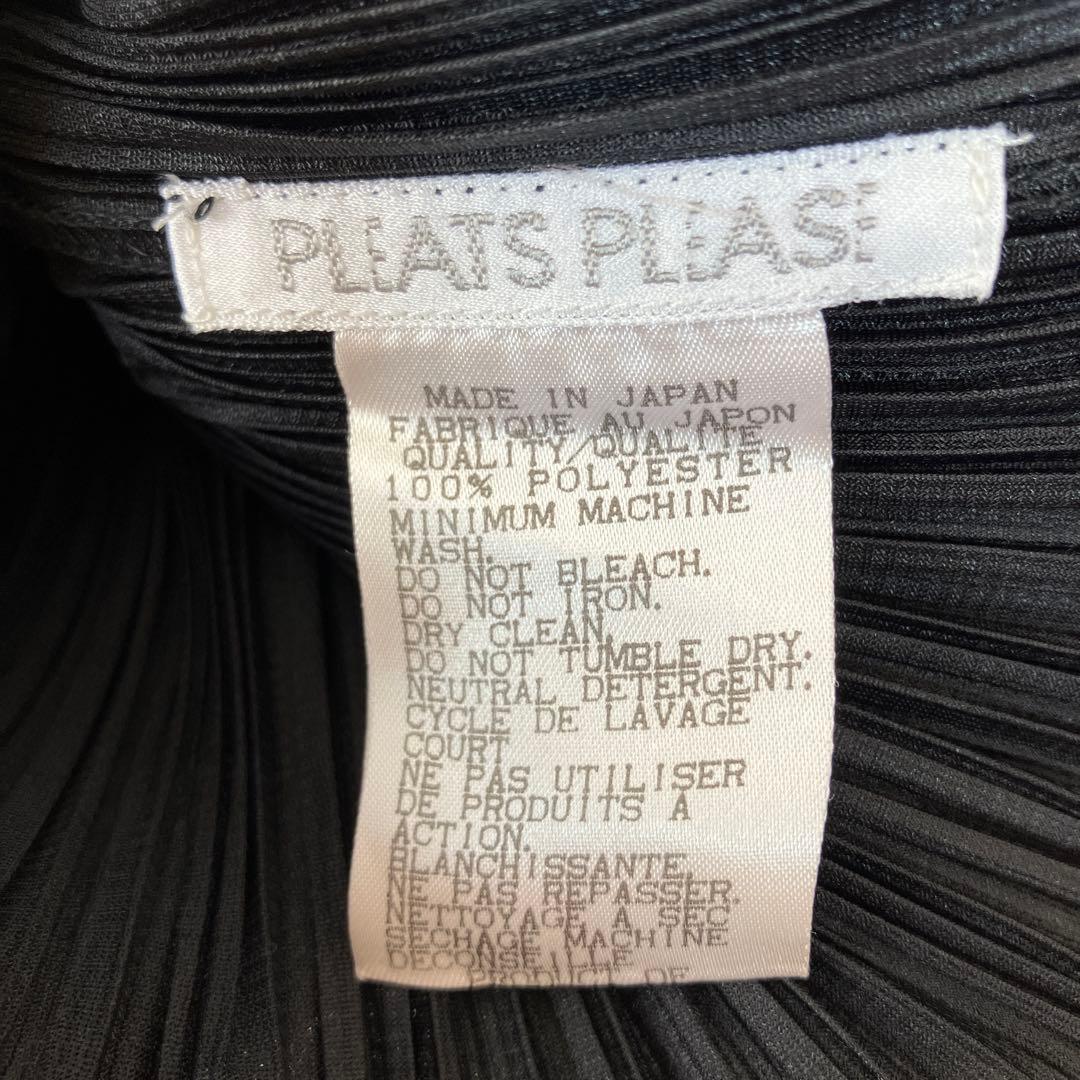 PLEATS PLEASE
MADE IN JAPAN
FABRIQUE AU JAPON
QUALITY/QUALITE
100% POLYESTER
MINIMUM MACHINE
WASH.
DO NOT BLEACH.
DO NOT IRON.
DRY CLEAN.
DO NOT TUMBLE DRY.
NEUTRAL DETERGENT.
CYCLE DE LAVAGE
COURT
NE PAS UTILISER
DE PRODUITS A
ACTION.
BLANCHISSANTE.
NE PAS REPASSER.
NETTOYAGE A SEC
SECHAGE MACHINE
DECONSEILLE
PRODUIT DE